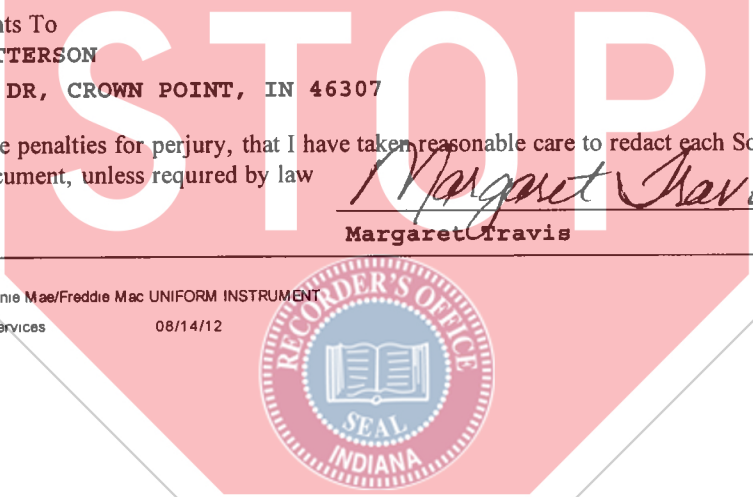 STOP
nts To
TTERSON
DR, CROWN POINT, IN 46307
e penalties for perjury, that I have taken reasonable care to redact each So
cument, unless required by law
Margaret Trav
Margaret Travis
nie Mae/Freddie Mac UNIFORM INSTRUMENT
ervices 08/14/12
RECORDER'S OFFICE
SEAL
INDIANA